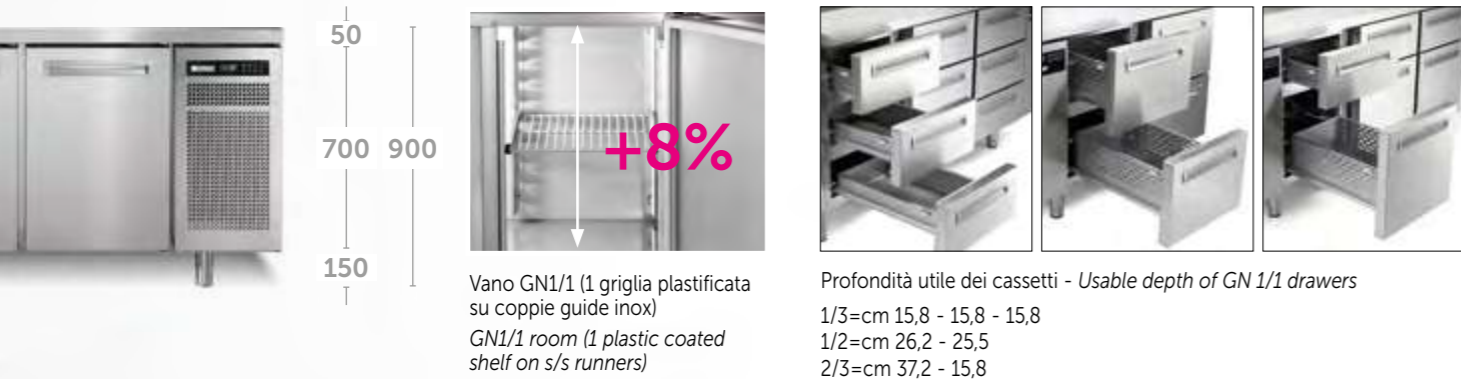 50
700 900
150
+8%
Vano GN1/1 (1 griglia plastificata
su coppie guide inox)
GN1/1 room (1 plastic coated
shelf on s/s runners)
Profondità utile dei cassetti - Usable depth of GN 1/1 drawers
1/3=cm 15,8 - 15,8 - 15,8
1/2=cm 26,2 - 25,5
2/3=cm 37,2 - 15,8